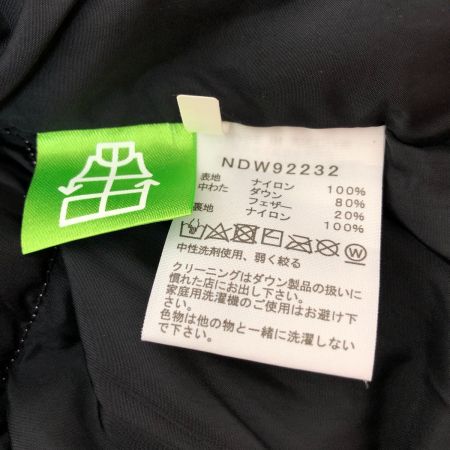 NDW92232
表地 ナイロン 100%
中わた ダウン 80%
フェザー 20%
裏地 ナイロン 100%
W
中性洗剤使用、弱く絞る
クリーニングはダウン製品の扱いに
慣れた店にお出し下さい。
家庭用洗濯機のご使用はお避け下
さい。
色物は他の物と一緒に洗濯しない
で下さい。